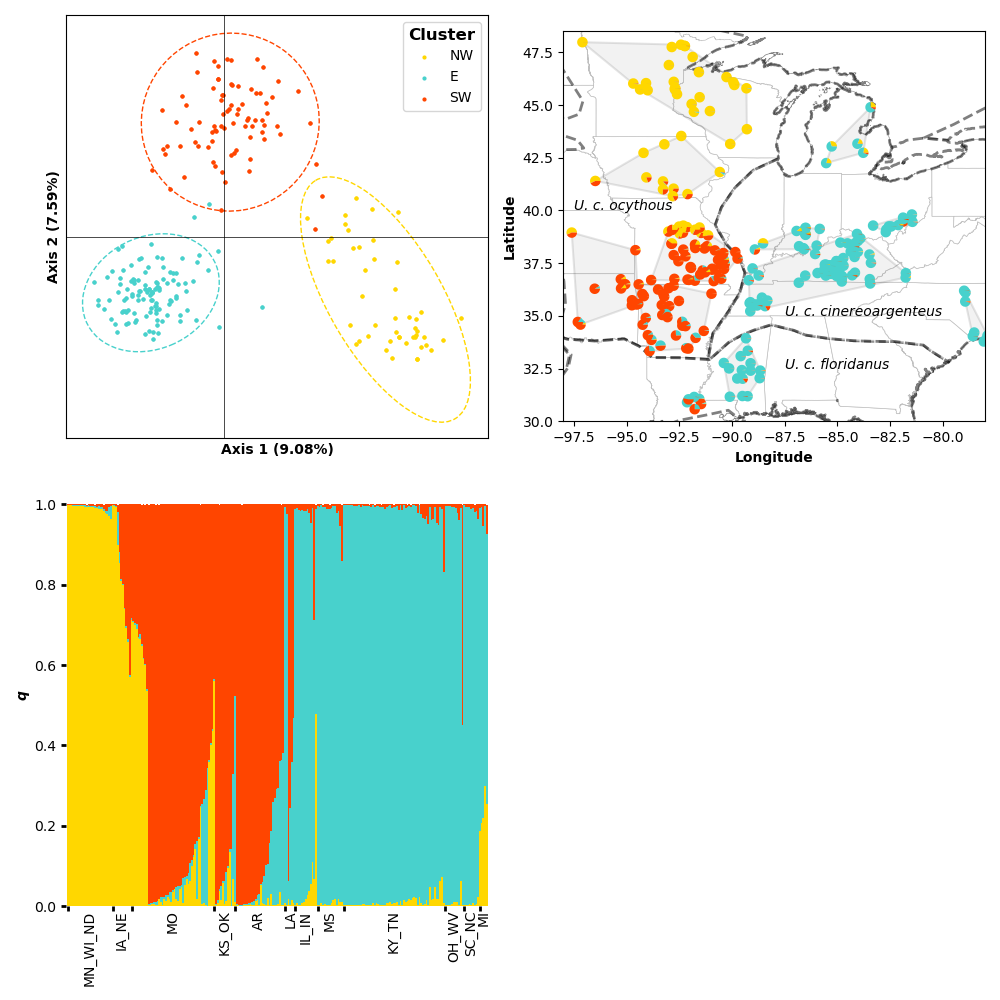 Cluster
NW
E
SW
Axis 2 (7.59%)
Axis 1 (9.08%)
47.5
45.0
42.5
40.0
37.5
35.0
32.5
30.0
Latitude
U. c. ocythous
U. c. cinereoargenteus
U. c. floridanus
−97.5 −95.0 −92.5 −90.0 −87.5 −85.0 −82.5 −80.0
Longitude
1.0
0.8
0.6
0.4
0.2
0.0
q
MN_WI_ND
IA_NE
MO
KS_OK
AR
LA
IL_IN
MS
KY_TN
OH_WV
SC_NC
MI